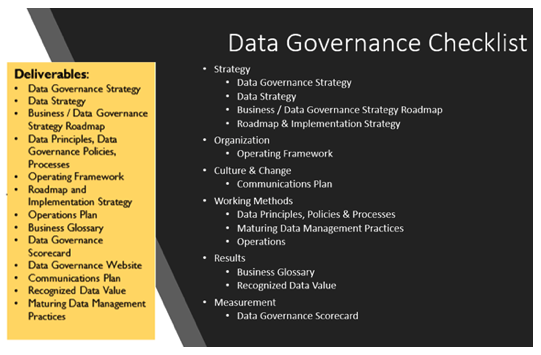 Data Governance Checklist
Deliverables:
• Data Governance Strategy
• Data Strategy
• Business / Data Governance
Strategy Roadmap
• Data Principles, Data
Governance Policies,
Processes
• Operating Framework
• Roadmap and
Implementation Strategy
• Operations Plan
• Business Glossary
• Data Governance
Scorecard
• Data Governance Website
• Communications Plan
• Recognized Data Value
• Maturing Data Management
Practices
• Strategy
• Data Governance Strategy
• Data Strategy
• Business / Data Governance Strategy Roadmap
• Roadmap & Implementation Strategy
• Organization
• Operating Framework
• Culture & Change
• Communications Plan
• Working Methods
• Data Principles, Policies & Processes
• Maturing Data Management Practices
• Operations
• Results
• Business Glossary
• Recognized Data Value
• Measurement
• Data Governance Scorecard